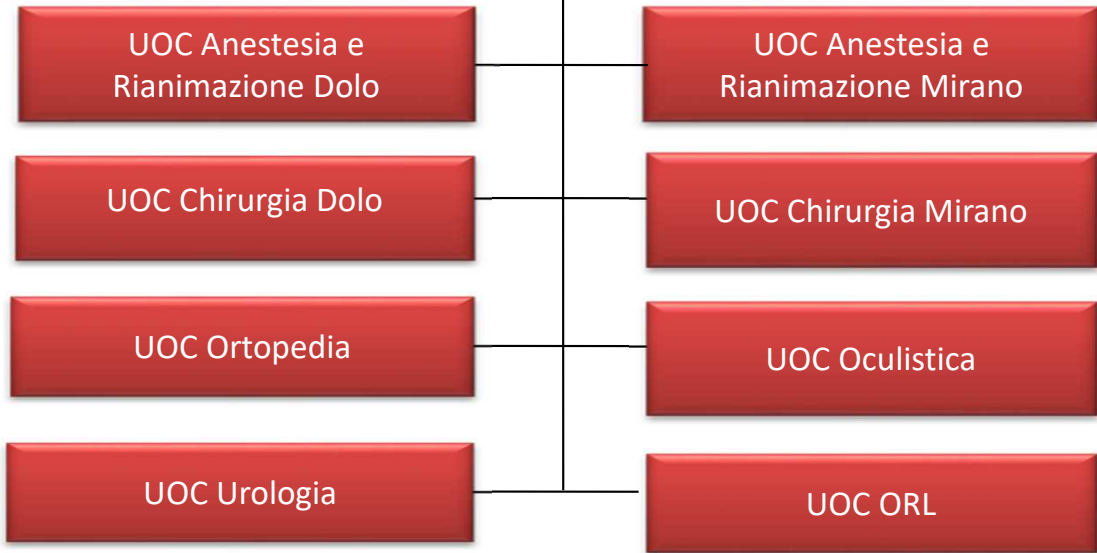 UOC Anestesia e
Rianimazione Dolo
UOC Anestesia e
Rianimazione Mirano
UOC Chirurgia Dolo
UOC Chirurgia Mirano
UOC Ortopedia
UOC Oculistica
UOC Urologia
UOC ORL